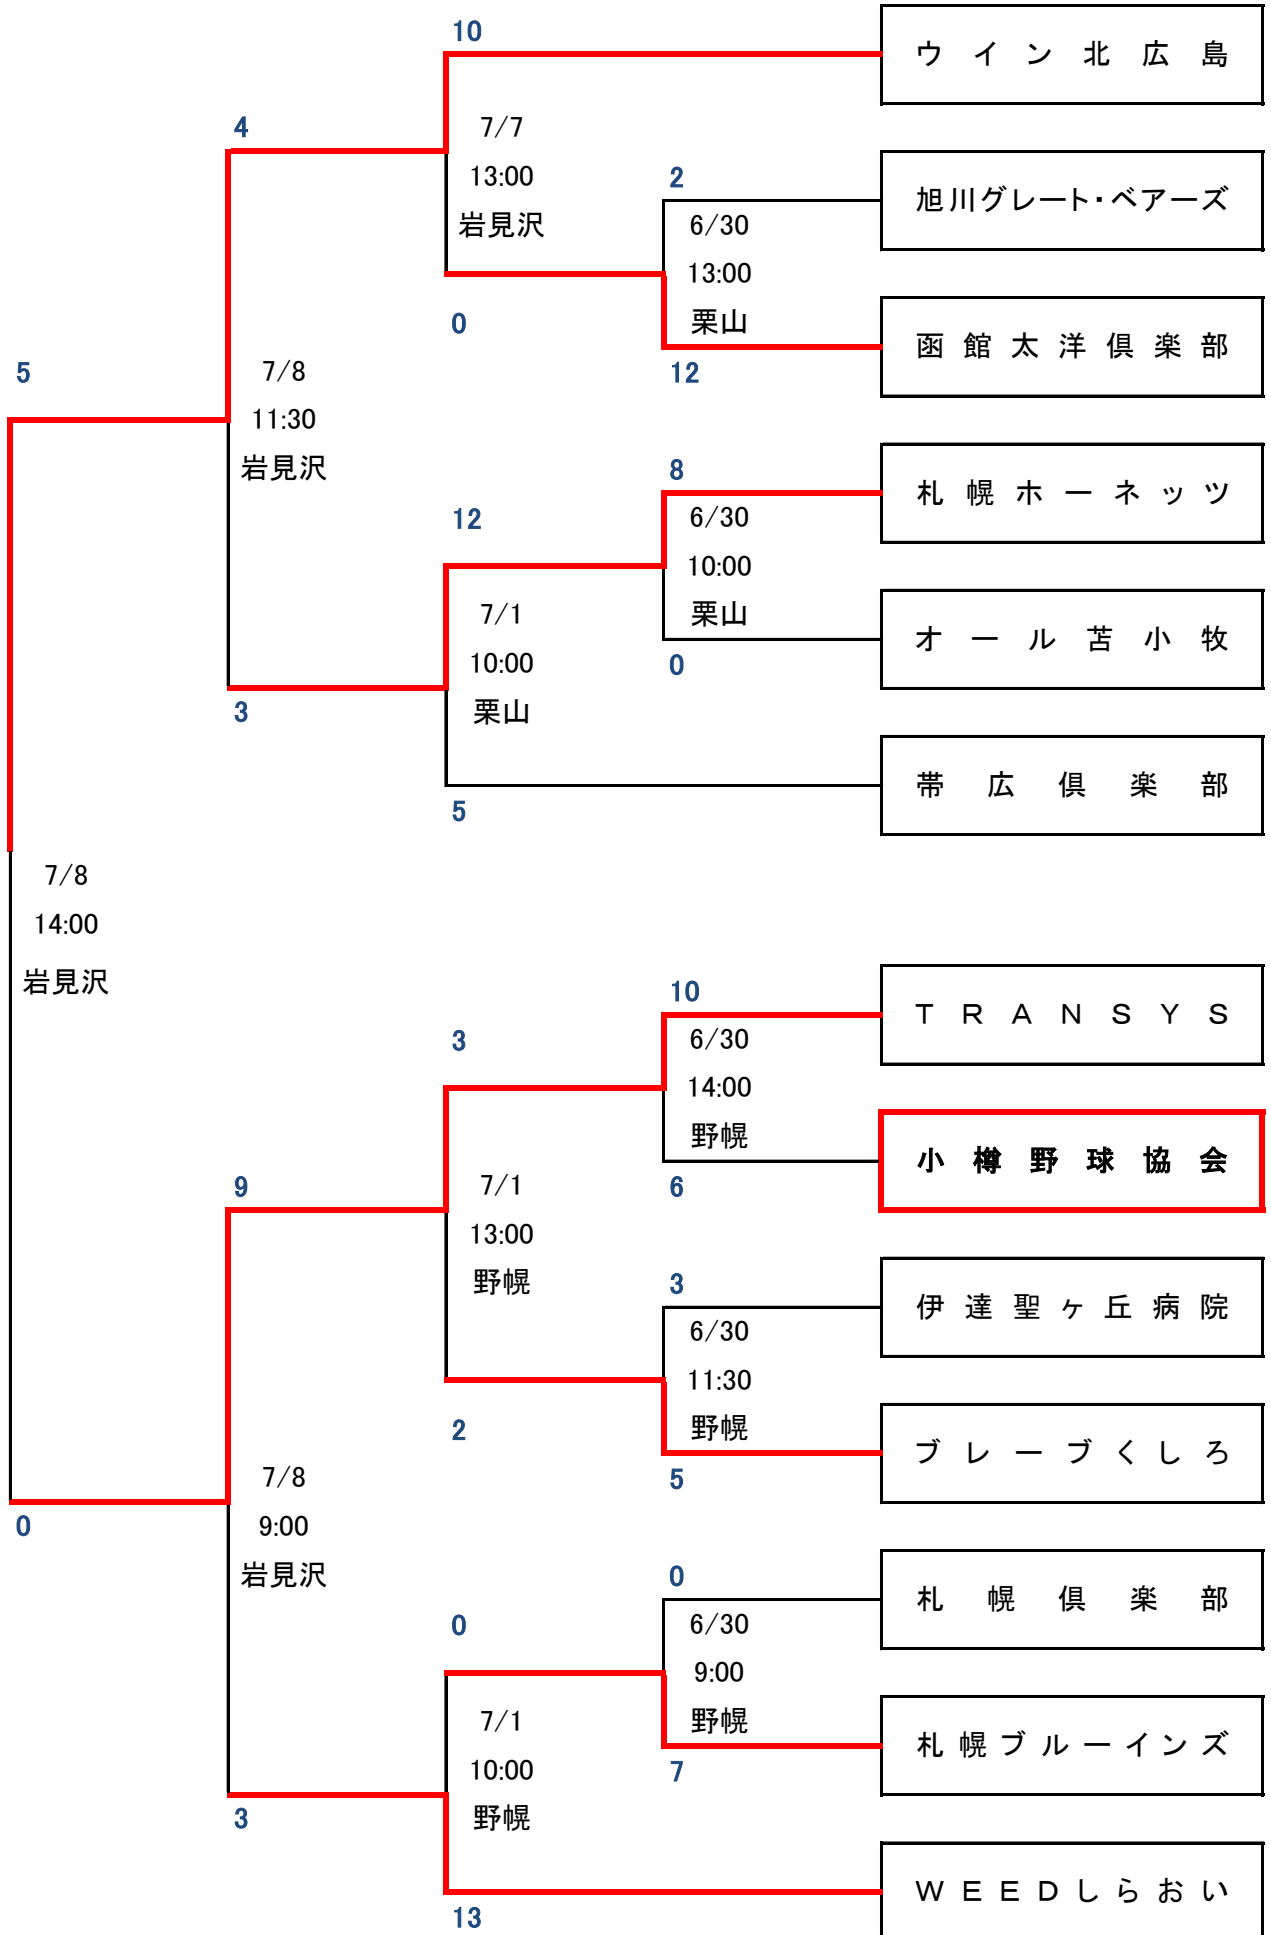 10
ウイン北広島
4
7/7
13:00
岩見沢
2
旭川グレート・ベアーズ
6/30
13:00
栗山
0
函館太洋倶楽部
12
5
7/8
11:30
岩見沢
8
札幌ホーネッツ
12
6/30
10:00
栗山
7/1
10:00
栗山
オール苫小牧
0
3
帯広倶楽部
5
7/8
14:00
岩見沢
10
TRANSYS
3
6/30
14:00
野幌
小樽野球協会
6
9
7/1
13:00
野幌
3
伊達聖ヶ丘病院
6/30
11:30
野幌
2
ブレーブくしろ
5
7/8
9:00
岩見沢
0
0
札幌倶楽部
0
6/30
9:00
野幌
7/1
10:00
野幌
札幌ブルーインズ
7
3
WEEDしらおい
13